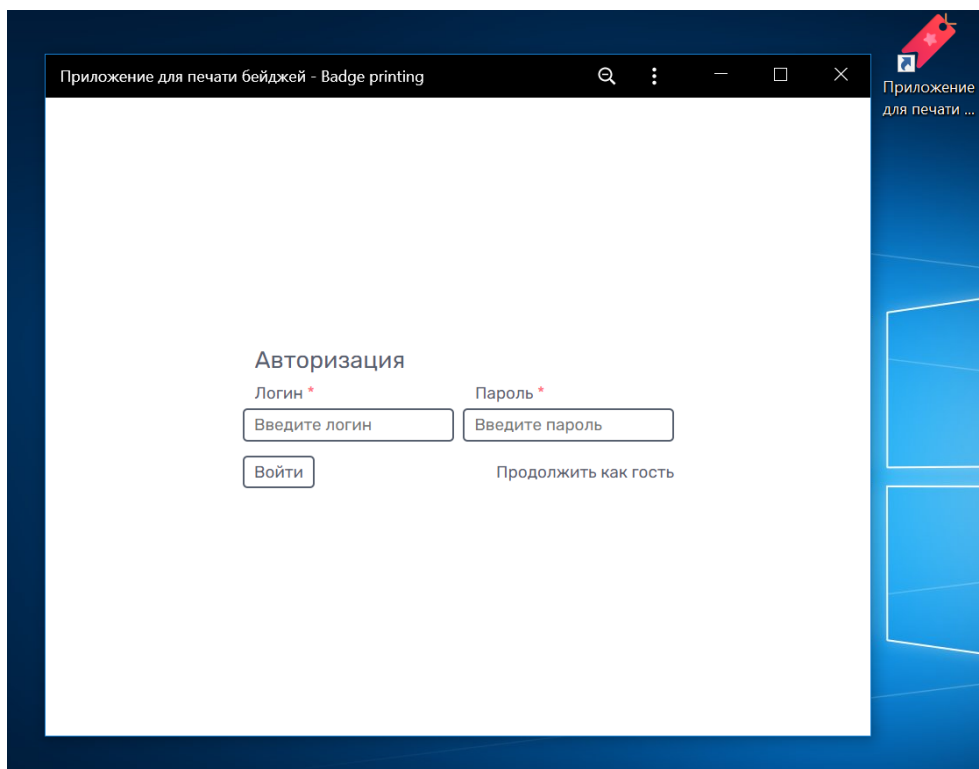 Приложение для печати бейджей - Badge printing
Приложение
для печати ...
Авторизация
Логин *
Пароль *
Введите логин
Введите пароль
Войти
Продолжить как гость